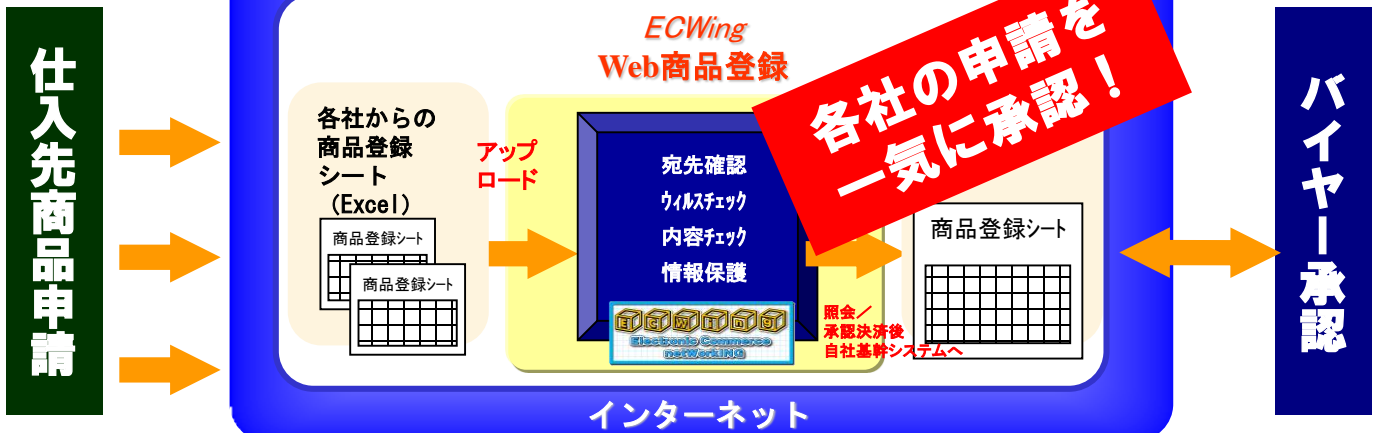 仕入先商品申請
ECWing
Web商品登録
各社からの
商品登録
シート
（Excel）
商品登録シート
商品登録シート
アップ
ロード
宛先確認
ウィルスチェック
内容チェック
情報保護
ECWing
Electronic Commerce
netWorkING
各社の申請を
一気に承認！
商品登録シート
照会／
承認決済後
自社基幹システムへ
バイヤー承認
インターネット